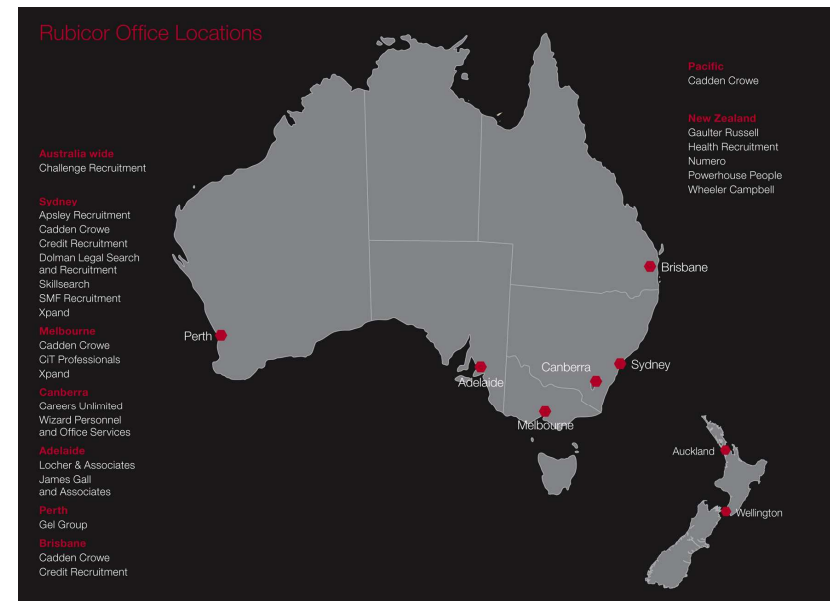 Rubicor Office Locations
Australia wide
Challenge Recruitment
Sydney
Apsley Recruitment
Cadden Crowe
Credit Recruitment
Dolman Legal Search
and Recruitment
Skillsearch
SMF Recruitment
Xpand
Melbourne
Cadden Crowe
CiT Professionals
Xpand
Canberra
Careers Unlimited
Wizard Personnel
and Office Services
Adelaide
Locher & Associates
James Gall
and Associates
Perth
Gel Group
Brisbane
Cadden Crowe
Credit Recruitment
Pacific
Cadden Crowe
New Zealand
Gaulter Russell
Health Recruitment
Numero
Powerhouse People
Wheeler Campbell
Brisbane
Perth
Sydney
Canberra
Adelaide
Melbourne
Auckland
Wellington